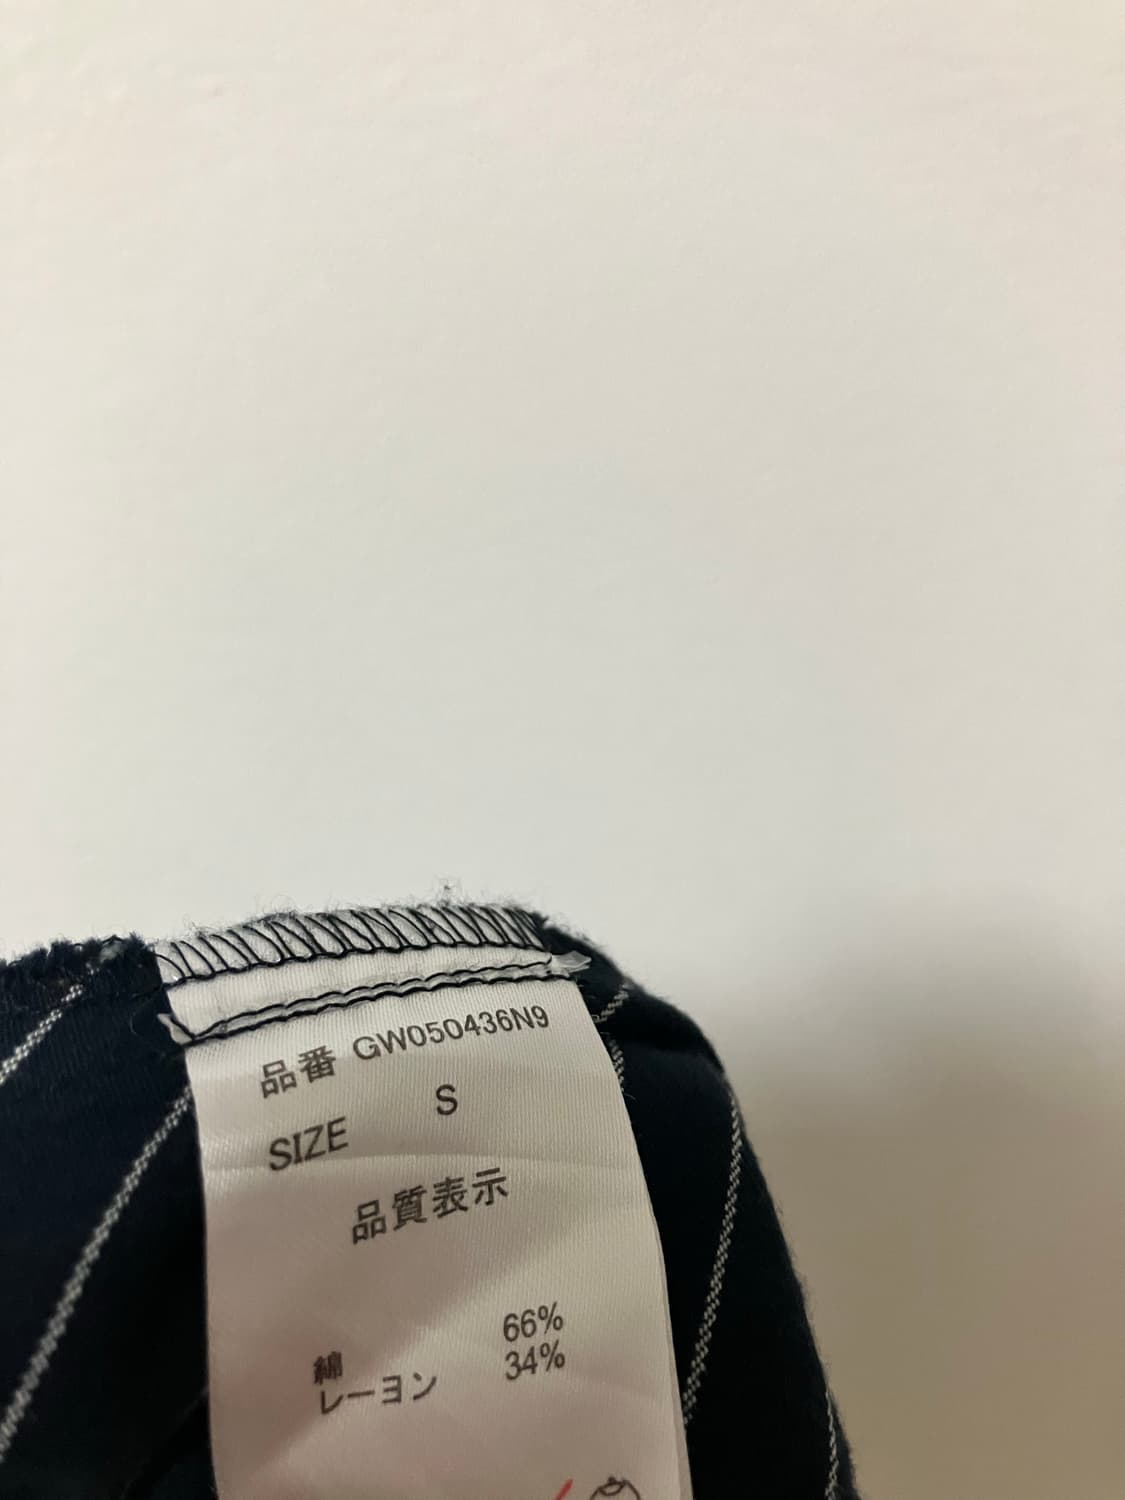 品番 GW050436N9
SIZE S
品質表示
綿 66%
レーヨン 34%